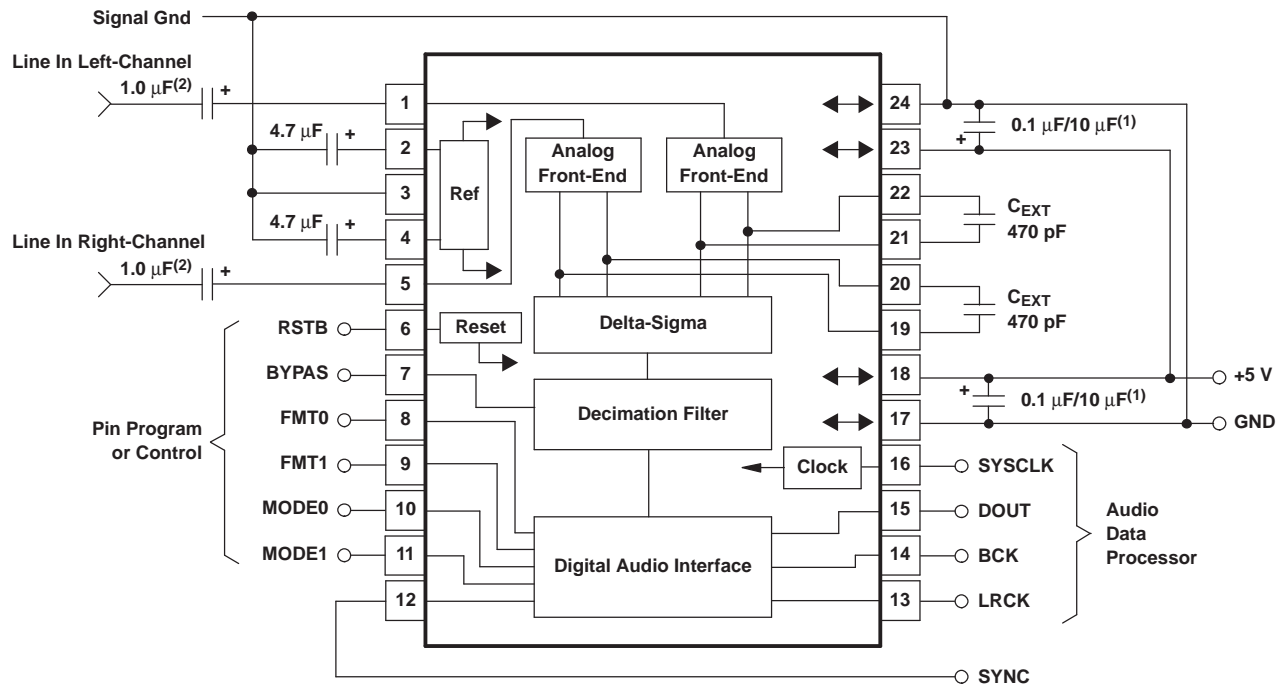 Signal Gnd
Line In Left-Channel
1.0 μF(2)
+
4.7 μF
+
4.7 μF
+
Line In Right-Channel
1.0 μF(2)
+
Pin Program
or Control
RSTB
BYPAS
FMT0
FMT1
MODE0
MODE1
1
2
3
4
5
6
7
8
9
10
11
12
Ref
Reset
Analog
Front-End
Analog
Front-End
Delta-Sigma
Decimation Filter
Clock
Digital Audio Interface
24
23
22
21
20
19
18
17
16
15
14
13
0.1 μF/10 μF(1)
+
CEXT
470 pF
CEXT
470 pF
+5 V
+
0.1 μF/10 μF(1)
GND
SYSCLK
DOUT
BCK
LRCK
Audio
Data
Processor
SYNC